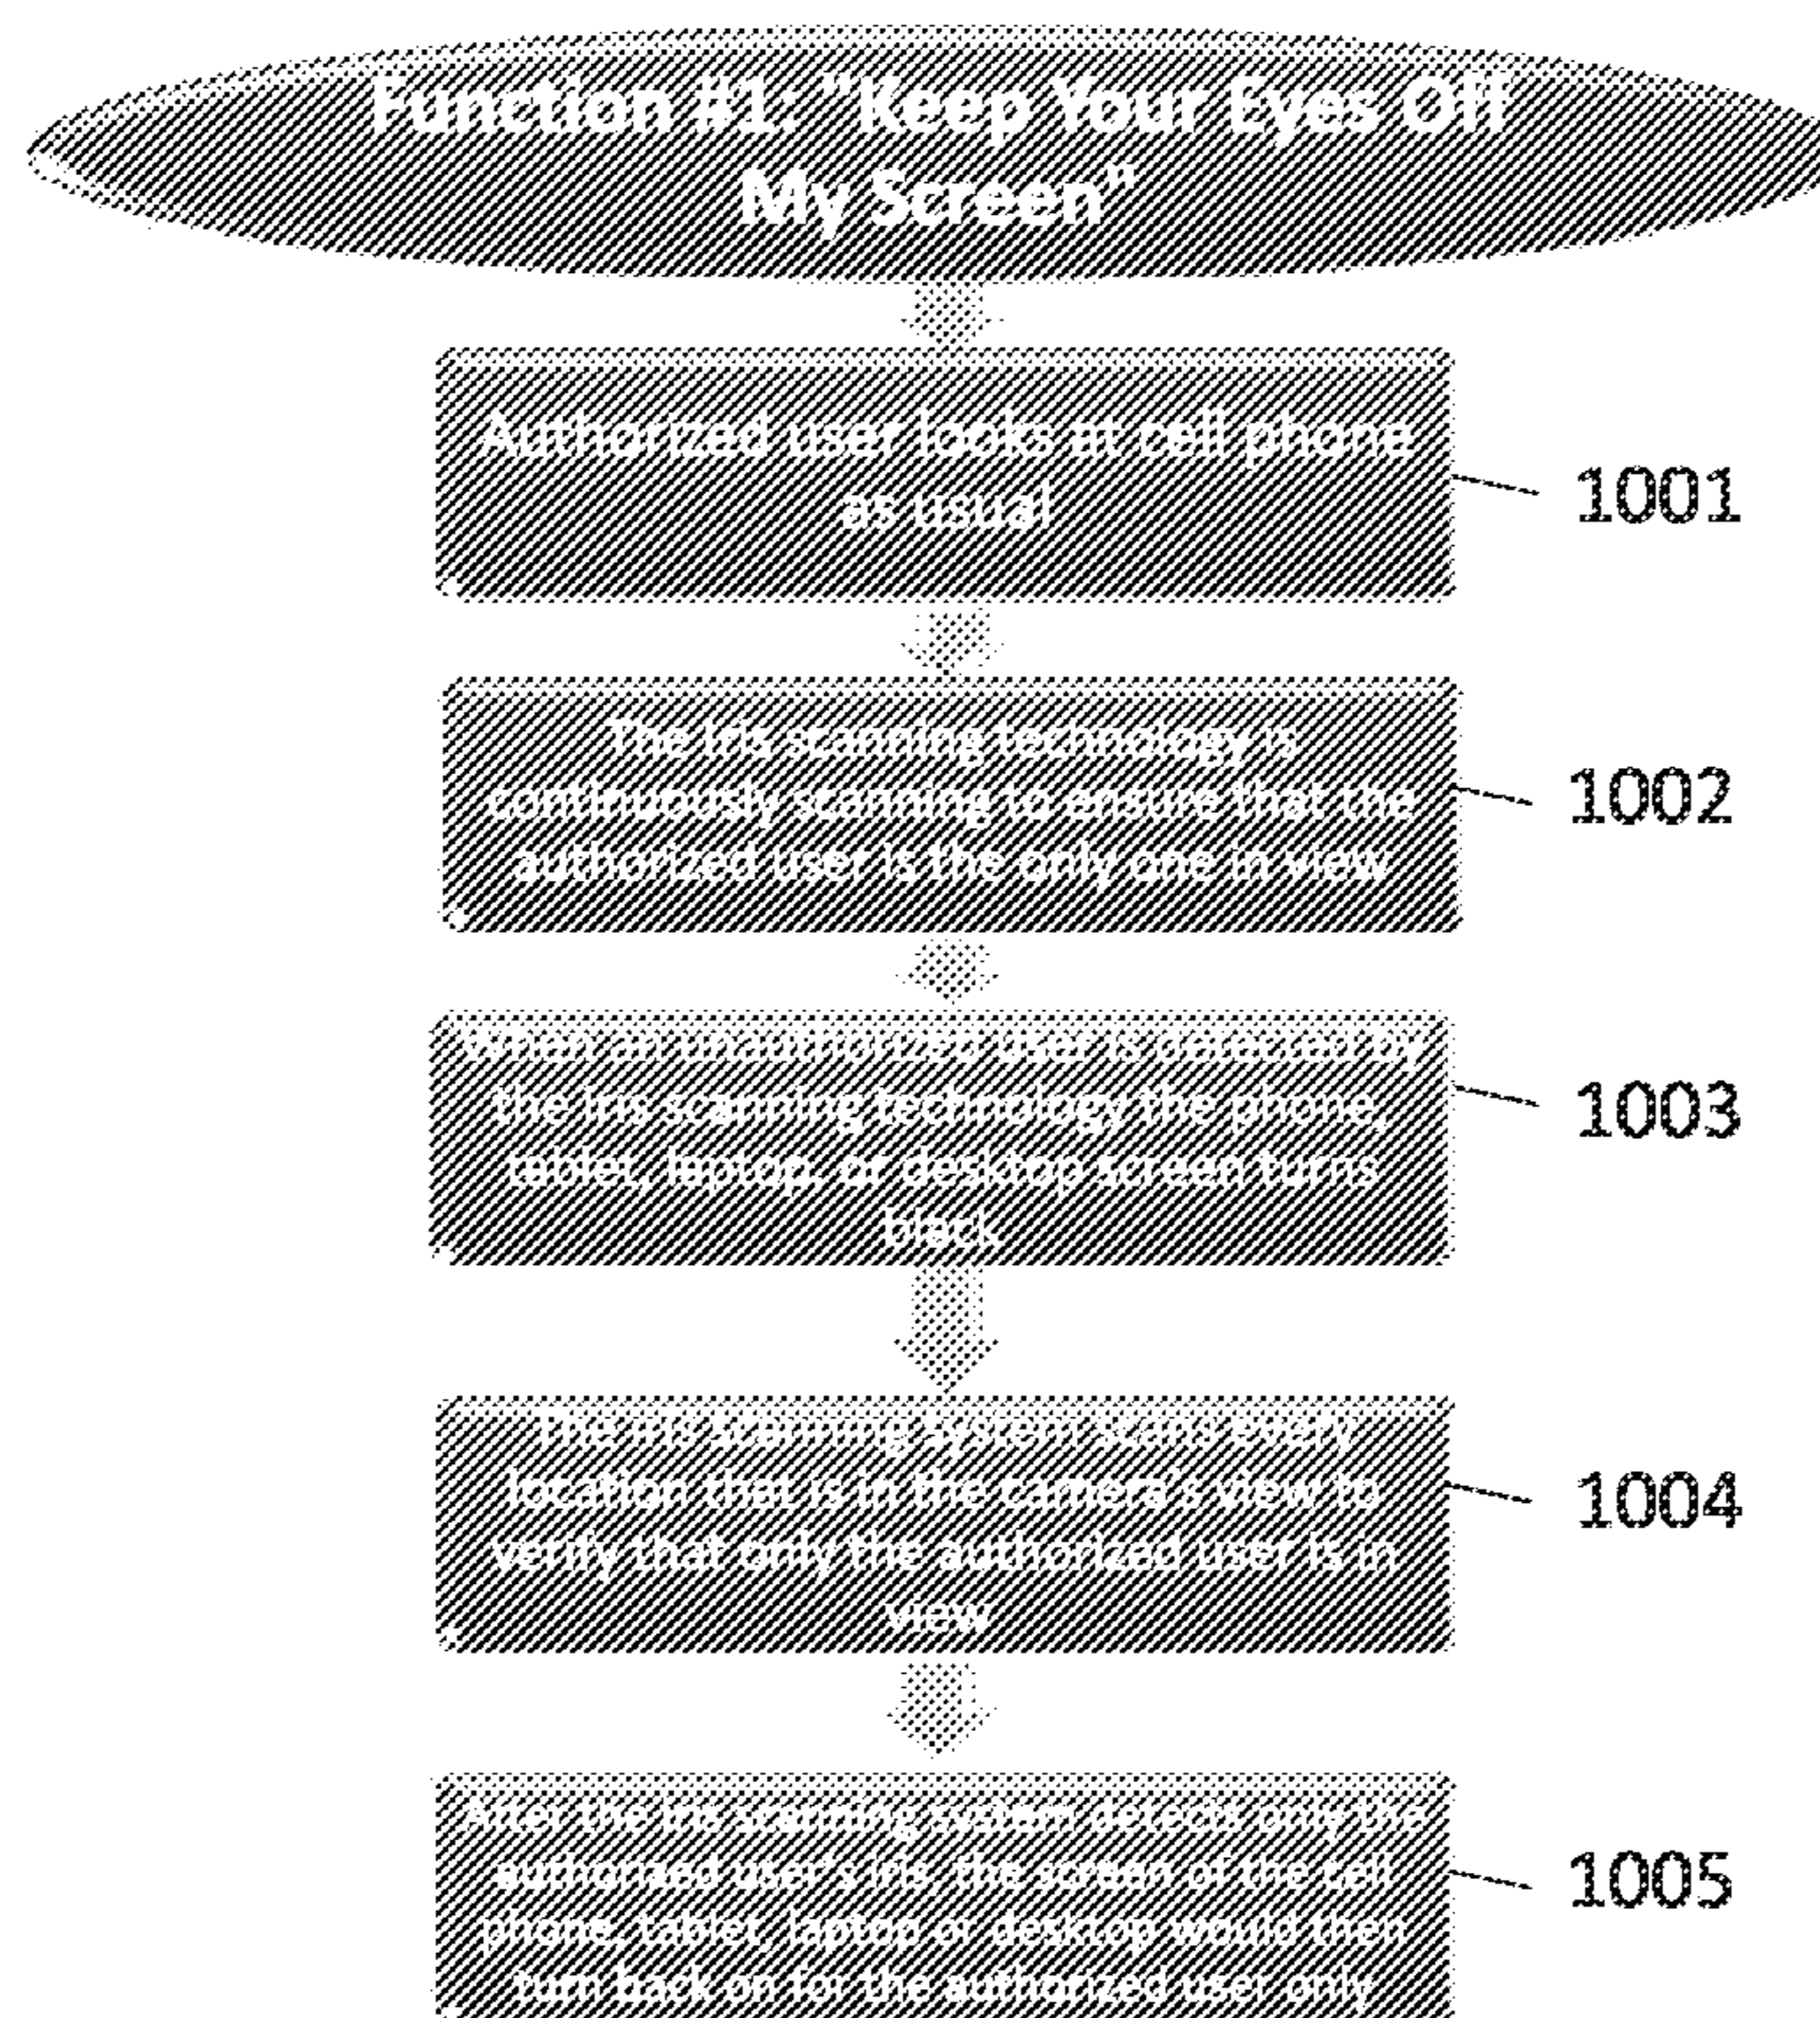 Function #1: "Keep Your Eyes Off
My Screen"
Authorized user looks at cell phone
as usual
1001
The Iris scanning technology is
continuously scanning to ensure that the
authorized user is the only one in view
1002
When an unauthorized user is detected by
the iris scanning technology the phone,
tablet, laptop, or desktop screen turns
black
1003
The iris scanning system scans every
location that is in the camera's view to
verify that only the authorized user is in
view
1004
After the iris scanning system detects only the
authorized user's iris, the screen of the cell
phone, tablet, laptop or desktop would then
turn back on for the authorized user only
1005